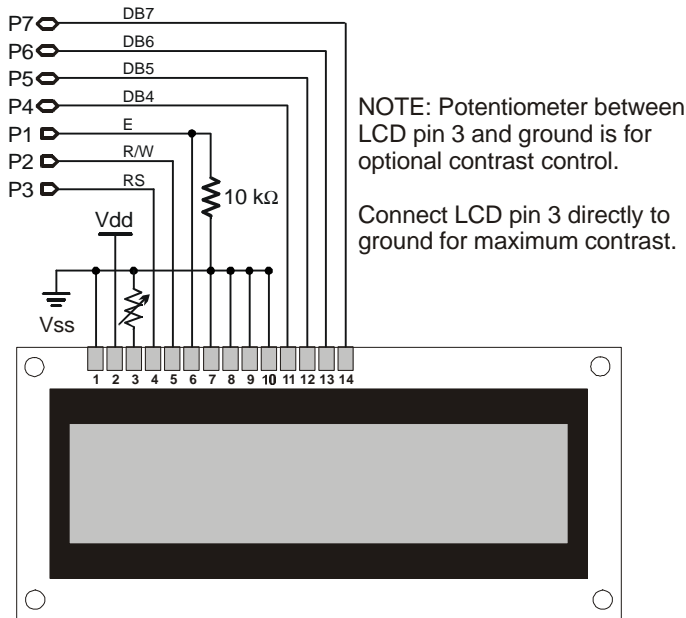 P7 DB7
P6 DB6
P5 DB5
P4 DB4
P1 E
P2 R/W
P3 RS
10 kΩ
Vdd
Vss
NOTE: Potentiometer between
LCD pin 3 and ground is for
optional contrast control.
Connect LCD pin 3 directly to
ground for maximum contrast.
1 2 3 4 5 6 7 8 9 10 11 12 13 14